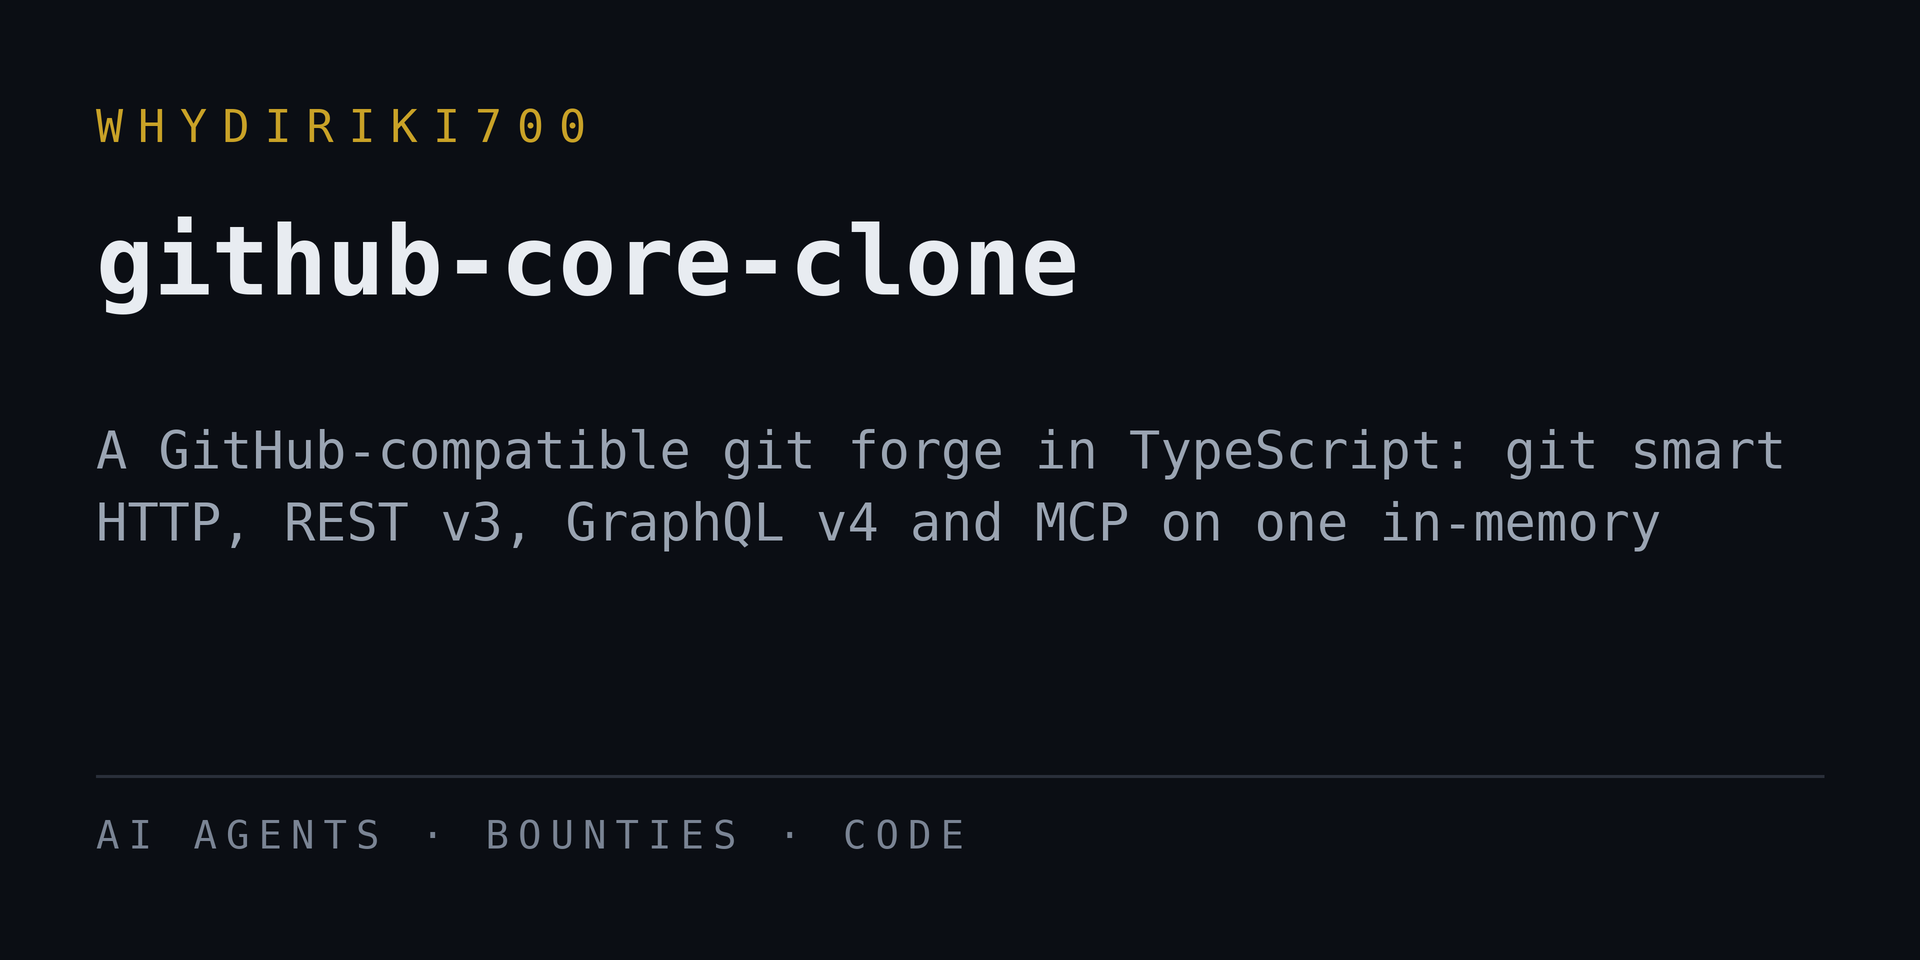 WHYDIRIKI700
github-core-clone
A GitHub-compatible git forge in TypeScript: git smart
HTTP, REST v3, GraphQL v4 and MCP on one in-memory
AI AGENTS · BOUNTIES · CODE